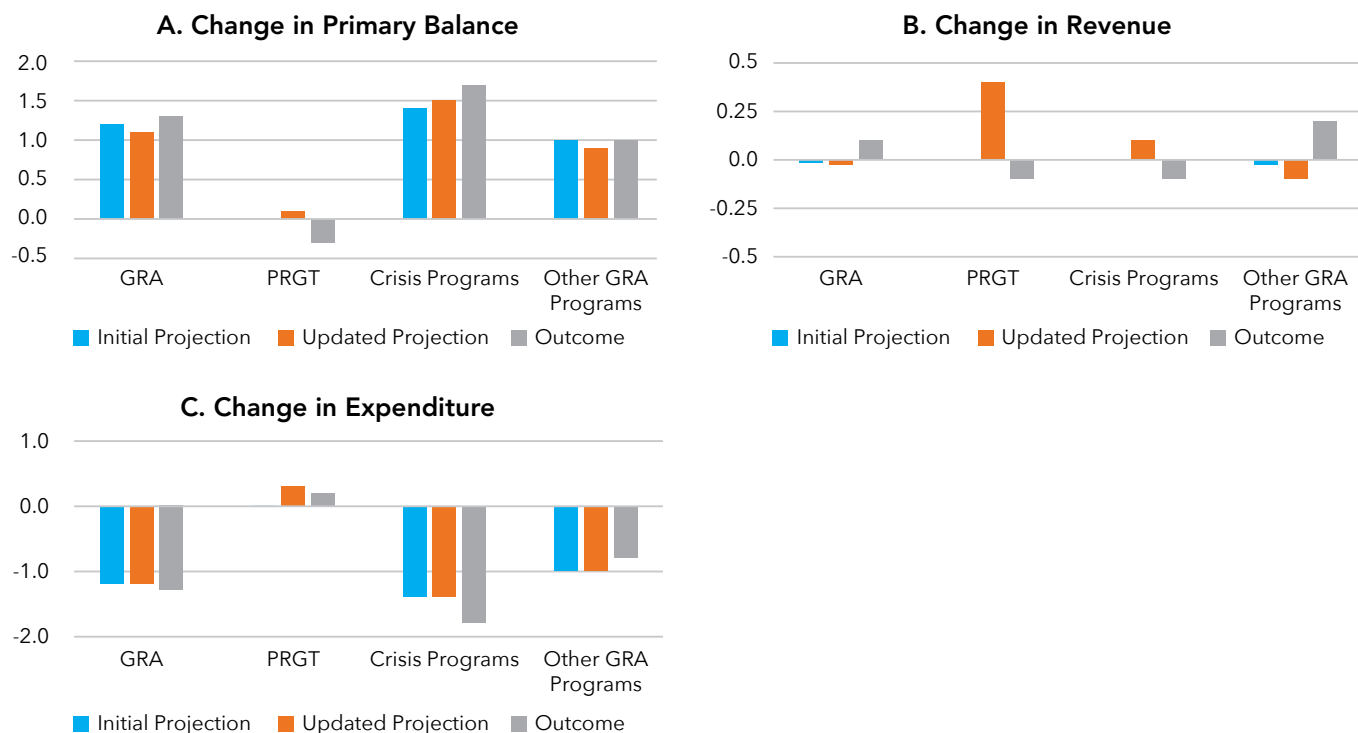 A. Change in Primary Balance
2.0
1.5
1.0
0.5
0.0
-0.5
GRA PRGT Crisis Programs Other GRA
Programs
Initial Projection Updated Projection Outcome
B. Change in Revenue
0.5
0.25
0.0
-0.25
-0.5
GRA PRGT Crisis Programs Other GRA
Programs
Initial Projection Updated Projection Outcome
C. Change in Expenditure
1.0
0.0
-1.0
-2.0
GRA PRGT Crisis Programs Other GRA
Programs
Initial Projection Updated Projection Outcome